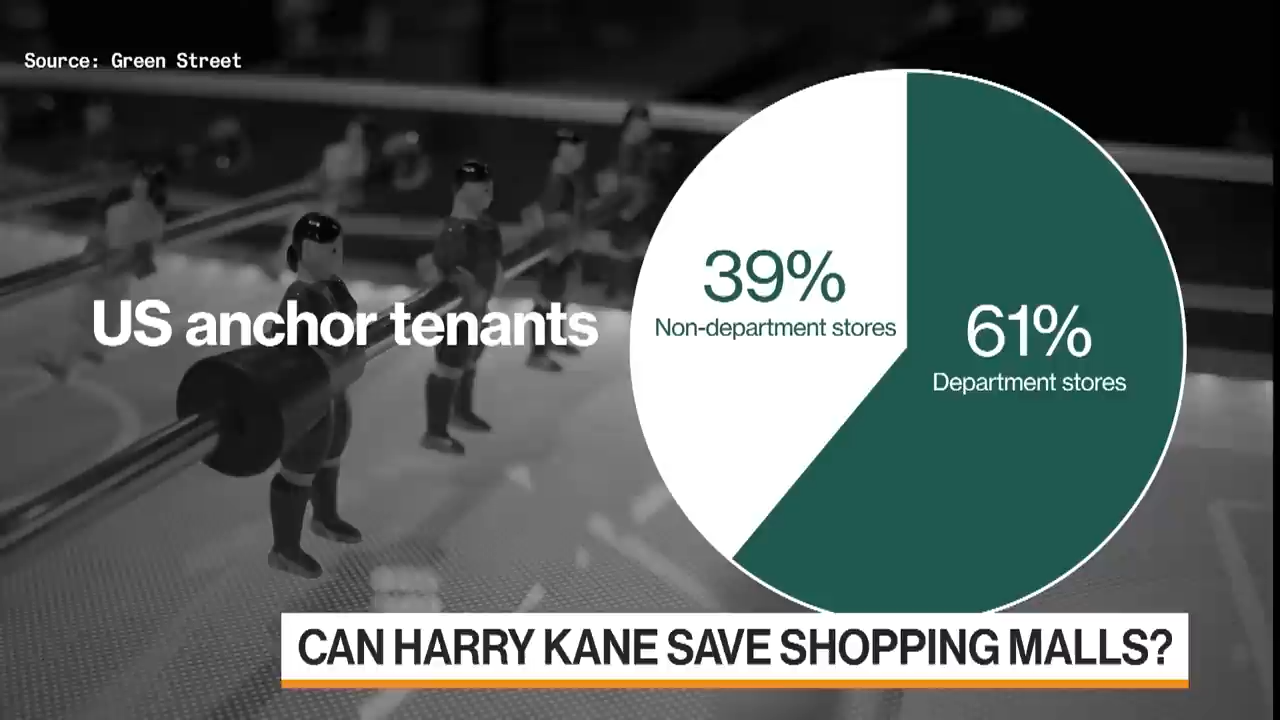 Source: Green Street
US anchor tenants
39%
Non-department stores
61%
Department stores
CAN HARRY KANE SAVE SHOPPING MALLS?